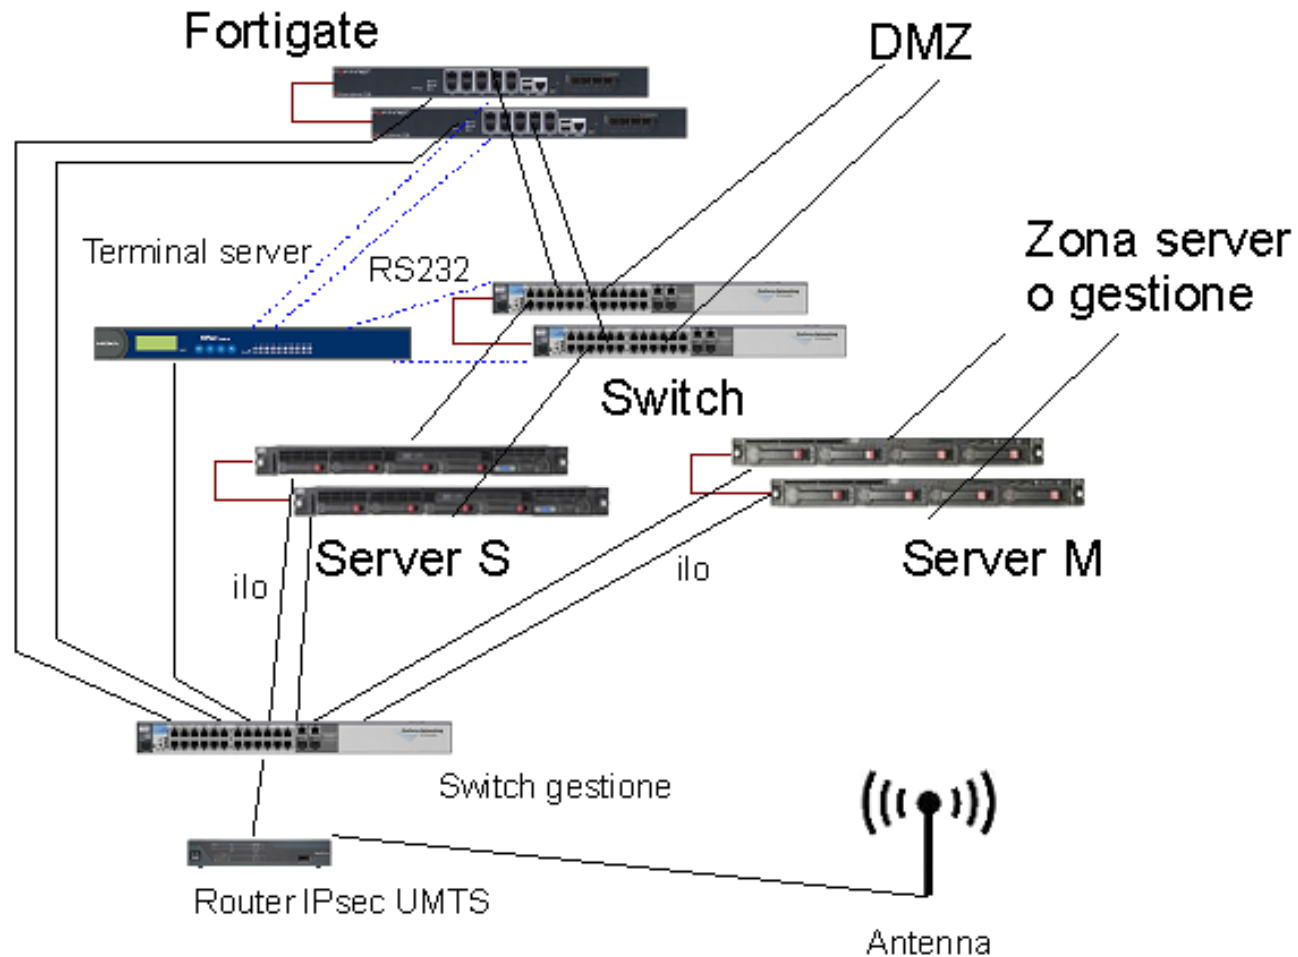 Fortigate
DMZ
Terminal server
RS232
Zona server
o gestione
Switch
Server S
Server M
ilo
ilo
Switch gestione
Router IPsec UMTS
Antenna